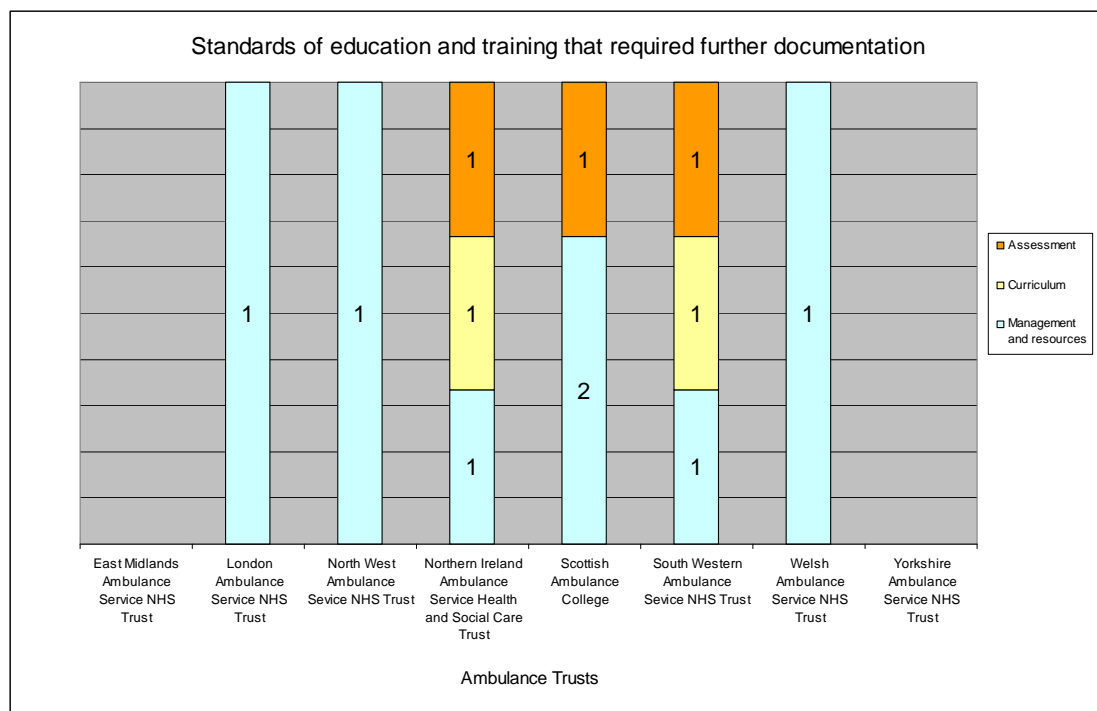 Standards of education and training that required further documentation
1
1
1
1
1
1
2
1
1
1
1
Assessment
Curriculum
Management
and resources
East Midlands
Ambulance
Service NHS
Trust
London
Ambulance
Service NHS
Trust
North West
Ambulance
Sevice NHS Trust
Northern Ireland
Ambulance
Service Health
and Social Care
Trust
Scottish
Ambulance
College
South Western
Ambulance
Sevice NHS Trust
Welsh
Ambulance
Service NHS
Trust
Yorkshire
Ambulance
Service NHS
Trust
Ambulance Trusts